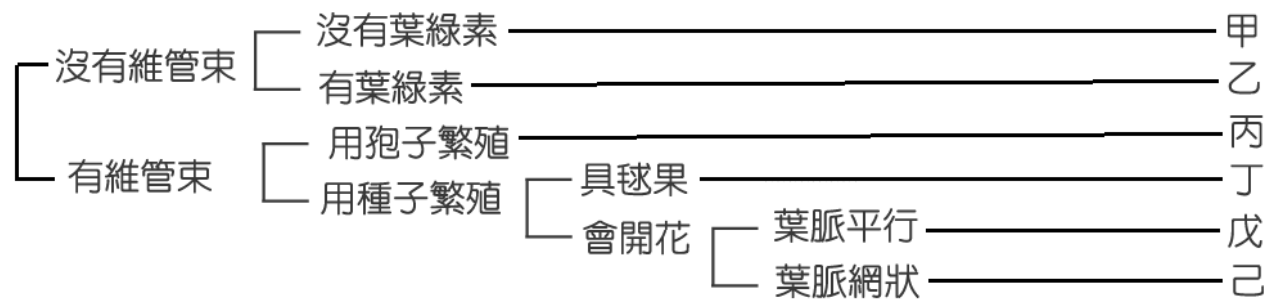 沒有葉綠素 甲
沒有維管束
有葉綠素 乙
用孢子繁殖 丙
有維管束
用種子繁殖 具毬果 丁
會開花 葉脈平行 戊
葉脈網狀 己